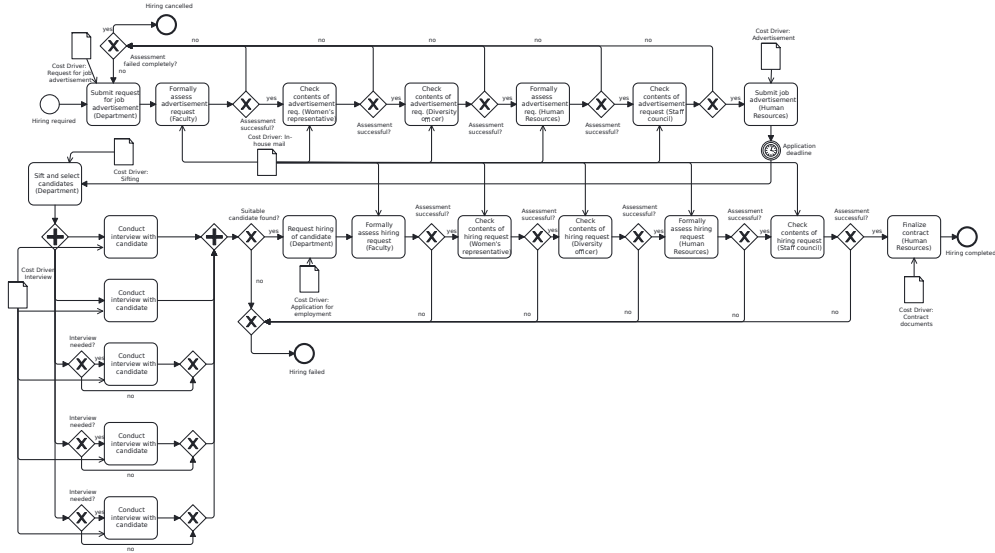 Hiring cancelled
yes
Cost Driver:
Request for job
advertisement
Assessment
failed completely?
no
no
no
no
no
no
Cost Driver:
Advertisement
Hiring required
Submit request
for job
advertisement
(Department)
Formally
assess
advertisement
request
(Faculty)
yes
Assessment
successful?
Check
contents of
advertisement
req. (Women's
representative
yes
Assessment
successful?
Check
contents of
advertisement
req. (Diversity
officer)
yes
Assessment
successful?
Formally
assess
advertisement
req. (Human
Resources)
yes
Assessment
successful?
Check
contents of
advertisement
request (Staff
council)
yes
Submit job
advertisement
(Human
Resources)
Cost Driver: In-
house mail
Application
deadline
Sift and select
candidates
(Department)
Cost Driver:
Sifting
Conduct
interview with
candidate
Suitable
candidate found?
yes
Request hiring
of candidate
(Department)
Formally
assess hiring
request
(Faculty)
Assessment
successful?
yes
Check
contents of
hiring request
(Women's
representative)
Assessment
successful?
yes
Check
contents of
hiring request
(Diversity
officer)
Assessment
successful?
yes
Formally
assess hiring
request
(Human
Resources)
Assessment
successful?
yes
Check
contents of
hiring request
(Staff council)
Assessment
successful?
yes
Finalize
contract
(Human
Resources)
Hiring completed
Cost Driver:
Interview
no
Cost Driver:
Application for
employment
no
no
no
no
no
Cost Driver:
Contract
documents
Hiring failed
Conduct
interview with
candidate
Interview
needed?
yes
Conduct
interview with
candidate
no
Interview
needed?
yes
Conduct
interview with
candidate
no
Interview
needed?
yes
Conduct
interview with
candidate
no